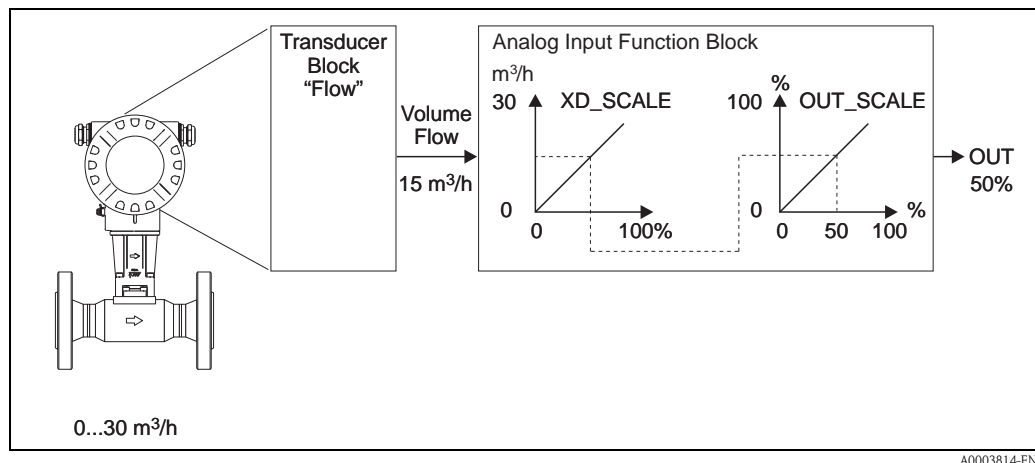 Transducer
Block
“Flow”
Volume
Flow
15 m³/h
Analog Input Function Block
m³/h
30
XD_SCALE
0
0
100%
%
100
OUT_SCALE
0
%
0
50
100
OUT
50%
0...30 m³/h
A0003814-EN